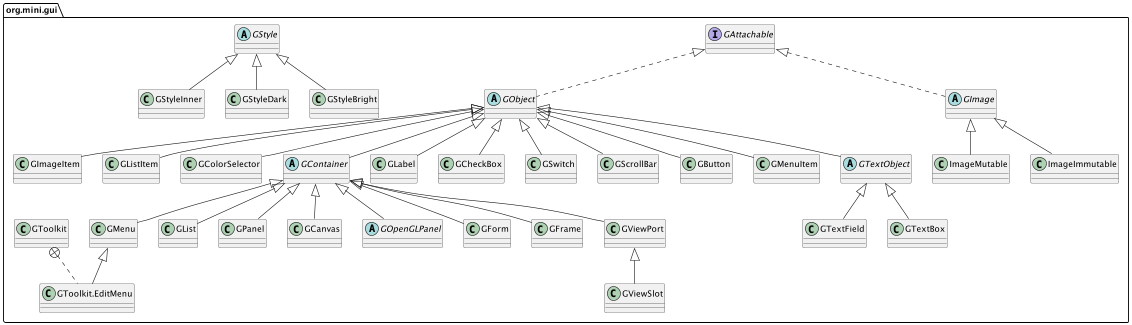 org.mini.gui
A GStyle
I GAttachable
C GStyleInner
C GStyleDark
C GStyleBright
A GObject
A GImage
C GImageItem
C GListItem
C GColorSelector
A GContainer
C GLabel
C GCheckBox
C GSwitch
C GScrollBar
C GButton
C GMenuItem
A GTextObject
C ImageMutable
C ImageImmutable
C GToolkit
C GMenu
C GList
C GPanel
C GCanvas
A GOpenGLPanel
C GForm
C GFrame
C GViewPort
C GTextField
C GTextBox
C GToolkit.EditMenu
C GViewSlot